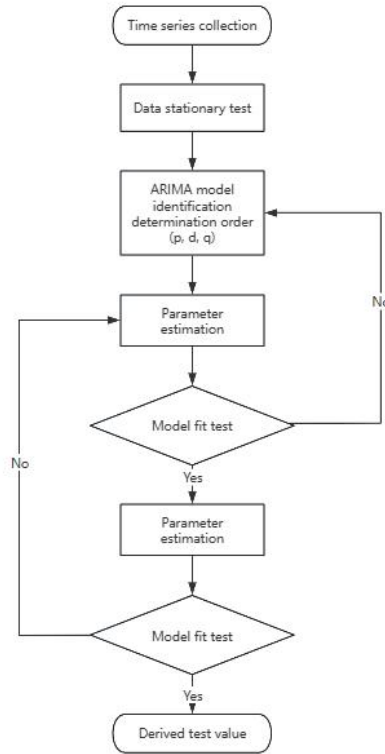 Time series collection
Data stationary test
ARIMA model
identification
determination order
(p, d, q)
No
Parameter
estimation
Model fit test
No
Yes
Parameter
estimation
Model fit test
Yes
Derived test value